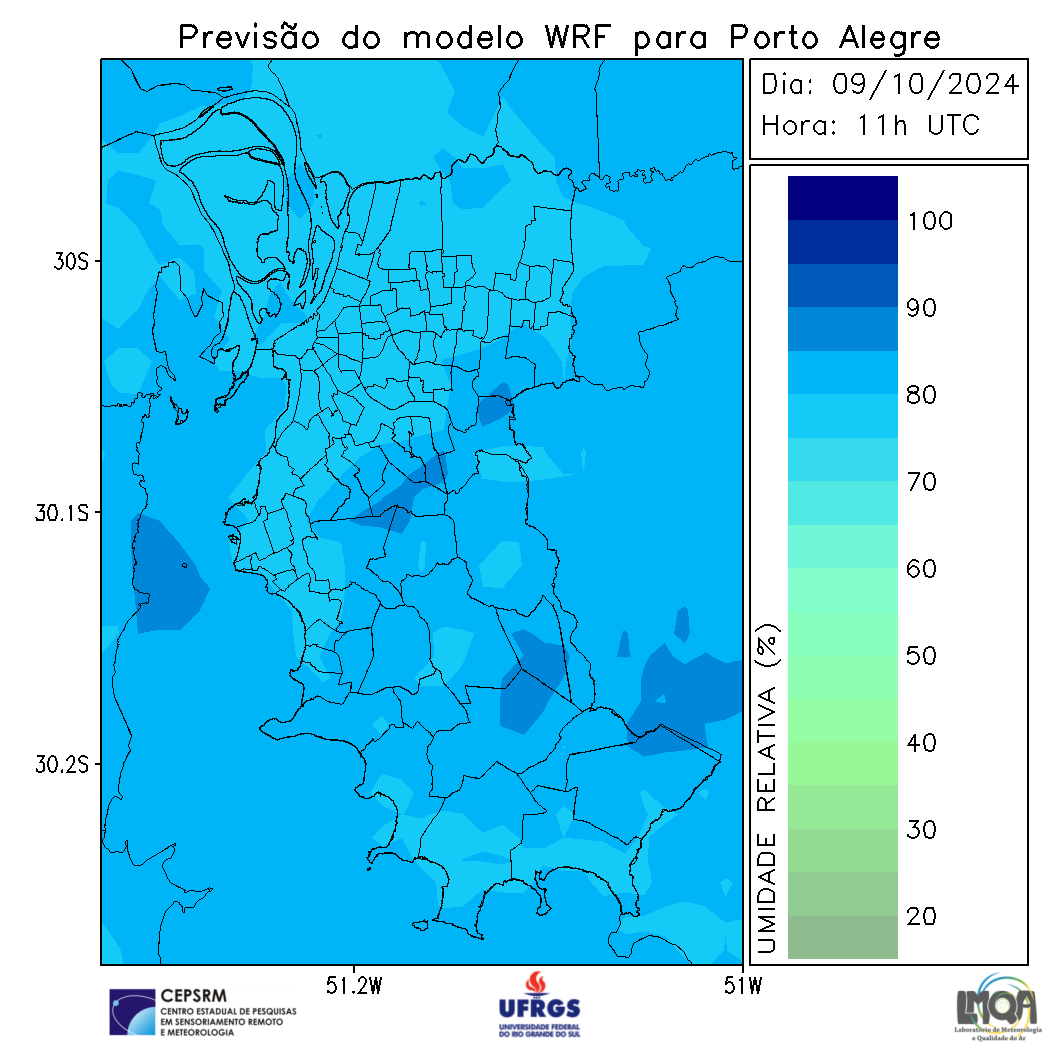 Previsão do modelo WRF para Porto Alegre
Dia: 09/10/2024
Hora: 11h UTC
100
90
80
70
60
50
40
30
20
UMIDADE RELATIVA (%)
30S
30.1S
30.2S
51.2W
51W
CEPSRM
CENTRO ESTADUAL DE PESQUISAS
EM SENSORIAMENTO REMOTO
E METEOROLOGIA
UFRGS
UNIVERSIDADE FEDERAL
DO RIO GRANDE DO SUL
LMQA
Laboratório de Meteorologia
e Qualidade do Ar